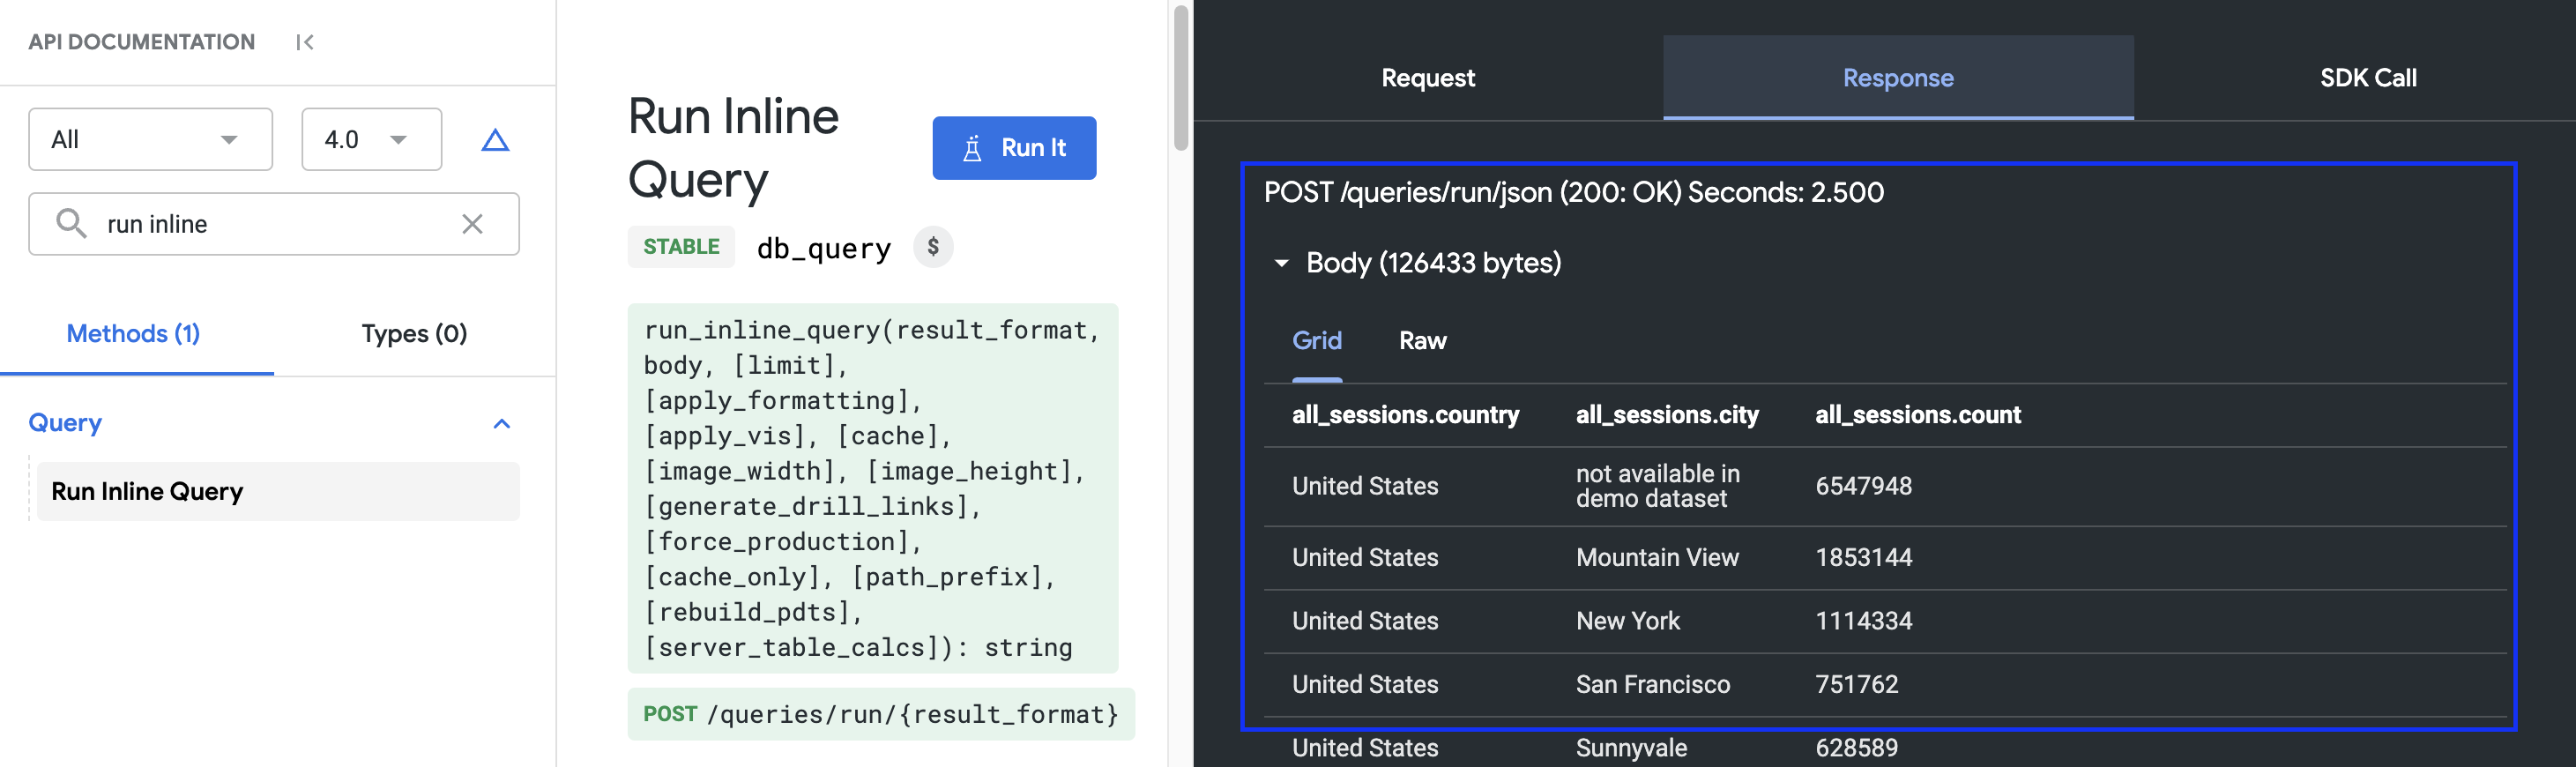 API DOCUMENTATION
All
4.0
run inline
Methods (1)
Types (0)
Query
Run Inline Query
Run Inline
Query
Run It
STABLE db_query $
run_inline_query(result_format,
body, [limit],
[apply_formatting],
[apply_vis], [cache],
[image_width], [image_height],
[generate_drill_links],
[force_production],
[cache_only], [path_prefix],
[rebuild_pdts],
[server_table_calcs]): string
POST /queries/run/{result_format}
Request
Response
SDK Call
POST /queries/run/json (200: OK) Seconds: 2.500
Body (126433 bytes)
Grid
Raw
all_sessions.country all_sessions.city all_sessions.count
United States not available in demo dataset 6547948
United States Mountain View 1853144
United States New York 1114334
United States San Francisco 751762
United States Sunnyvale 628589